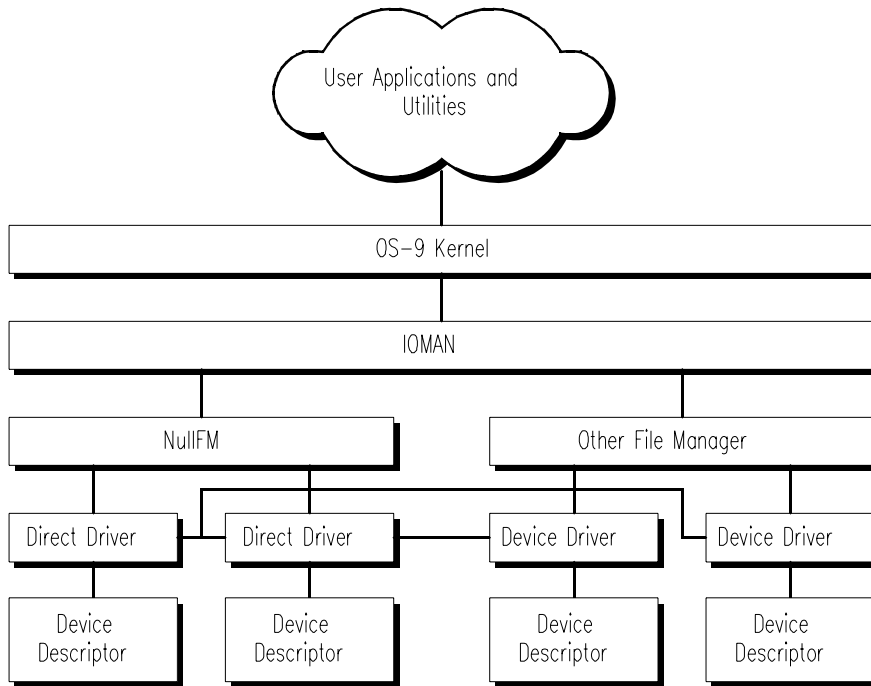 User Applications and
Utilities
OS-9 Kernel
IOMAN
NullFM
Other File Manager
Direct Driver
Direct Driver
Device Driver
Device Driver
Device
Descriptor
Device
Descriptor
Device
Descriptor
Device
Descriptor